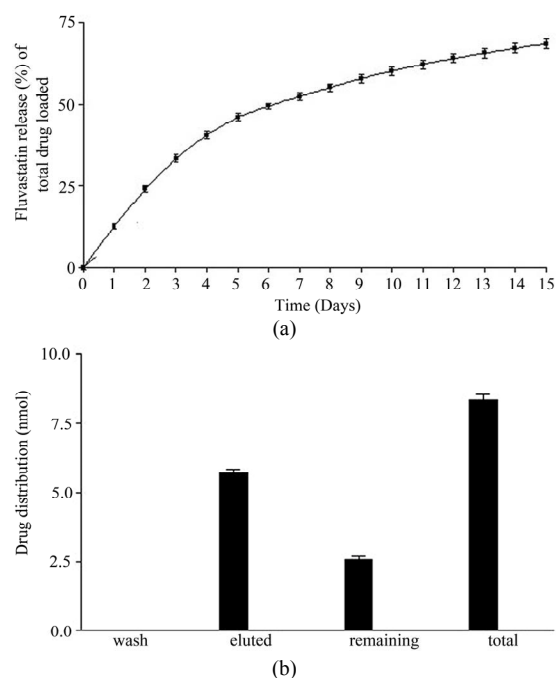 75
50
25
0
Fluvastatin release (%) of
total drug loaded
0 1 2 3 4 5 6 7 8 9 10 11 12 13 14 15
Time (Days)
(a)
10.0
7.5
5.0
2.5
0.0
Drug distribution (nmol)
wash eluted remaining total
(b)